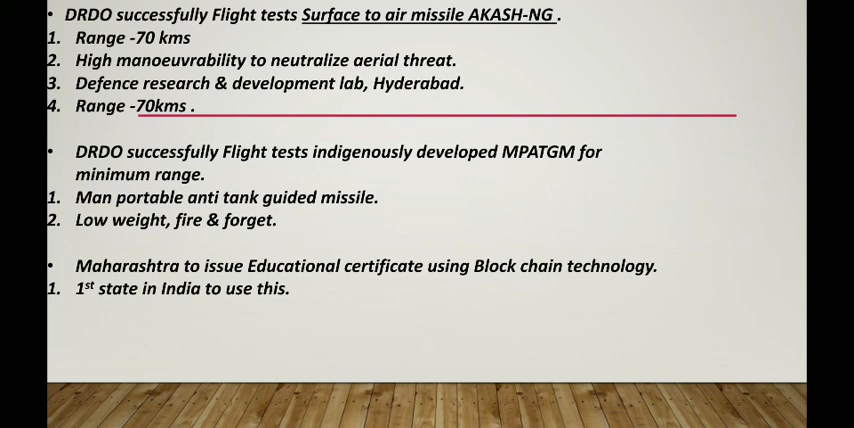 • DRDO successfully Flight tests Surface to air missile AKASH-NG .
1. Range -70 kms
2. High manoeuvrability to neutralize aerial threat.
3. Defence research & development lab, Hyderabad.
4. Range -70kms .
• DRDO successfully Flight tests indigenously developed MPATGM for
minimum range.
1. Man portable anti tank guided missile.
2. Low weight, fire & forget.
• Maharashtra to issue Educational certificate using Block chain technology.
1. 1st state in India to use this.